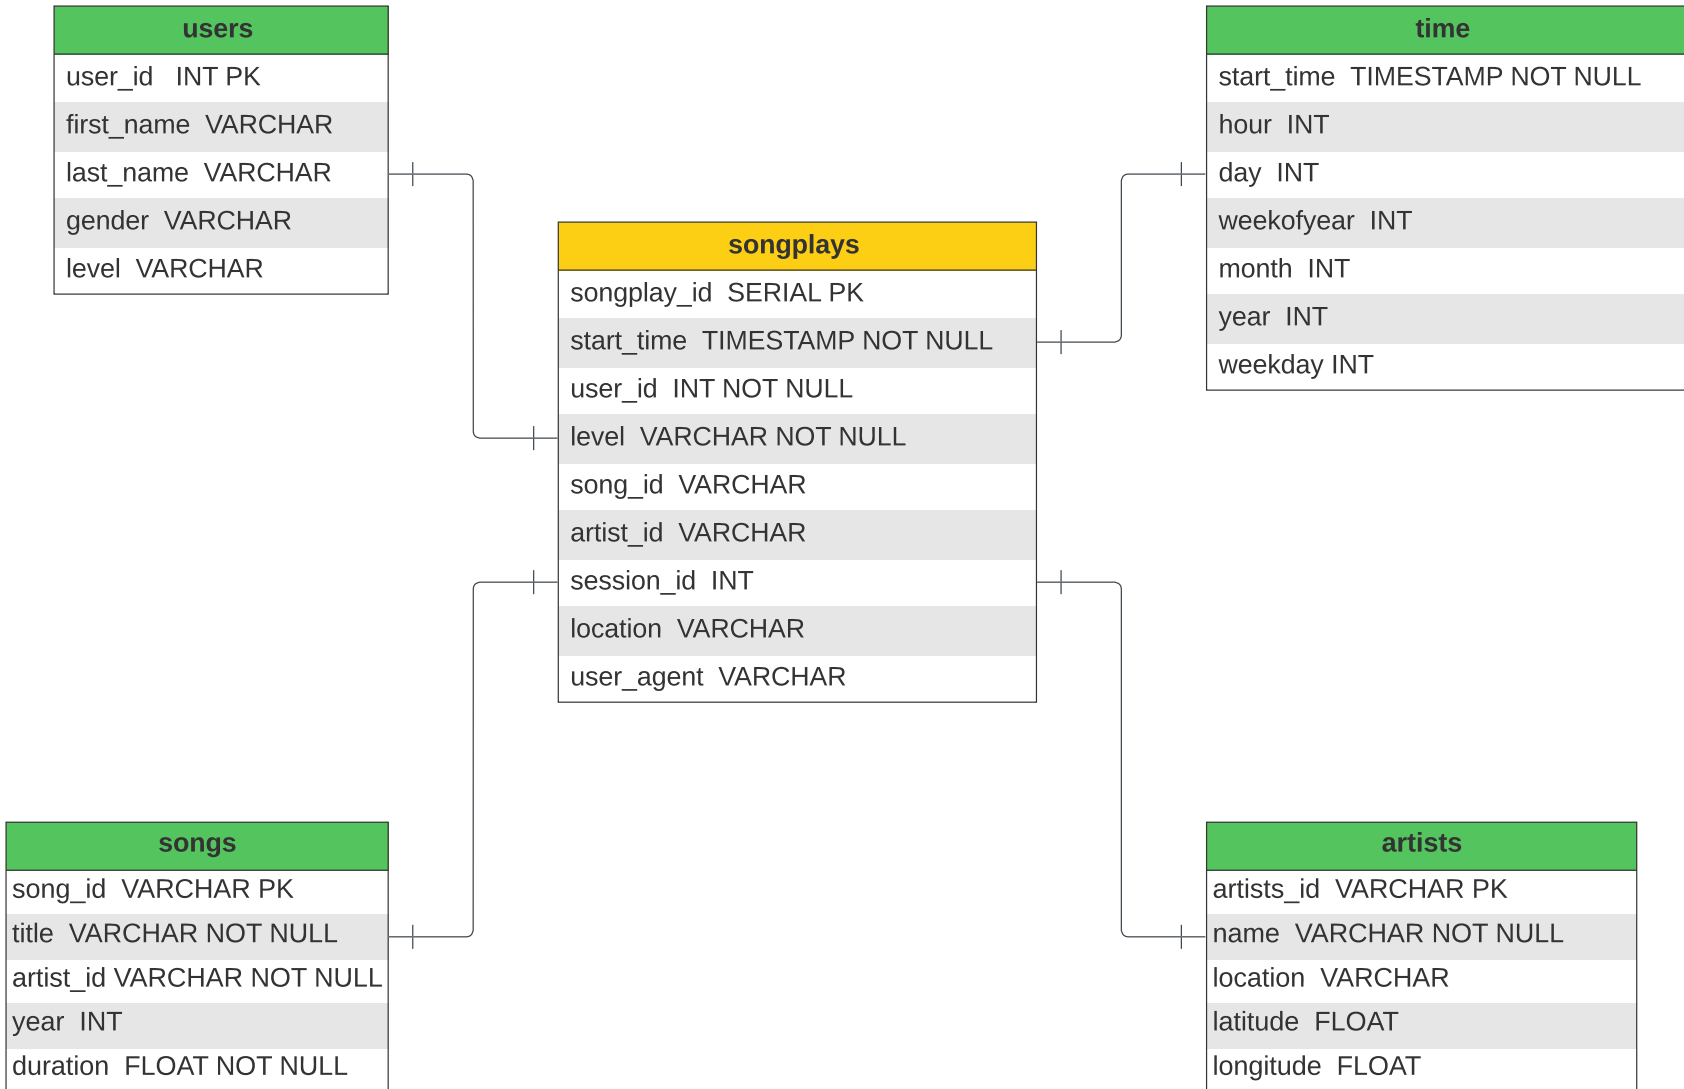 users
user_id INT PK
first_name VARCHAR
last_name VARCHAR
gender VARCHAR
level VARCHAR
time
start_time TIMESTAMP NOT NULL
hour INT
day INT
weekofyear INT
month INT
year INT
weekday INT
songplays
songplay_id SERIAL PK
start_time TIMESTAMP NOT NULL
user_id INT NOT NULL
level VARCHAR NOT NULL
song_id VARCHAR
artist_id VARCHAR
session_id INT
location VARCHAR
user_agent VARCHAR
songs
song_id VARCHAR PK
title VARCHAR NOT NULL
artist_id VARCHAR NOT NULL
year INT
duration FLOAT NOT NULL
artists
artists_id VARCHAR PK
name VARCHAR NOT NULL
location VARCHAR
latitude FLOAT
longitude FLOAT